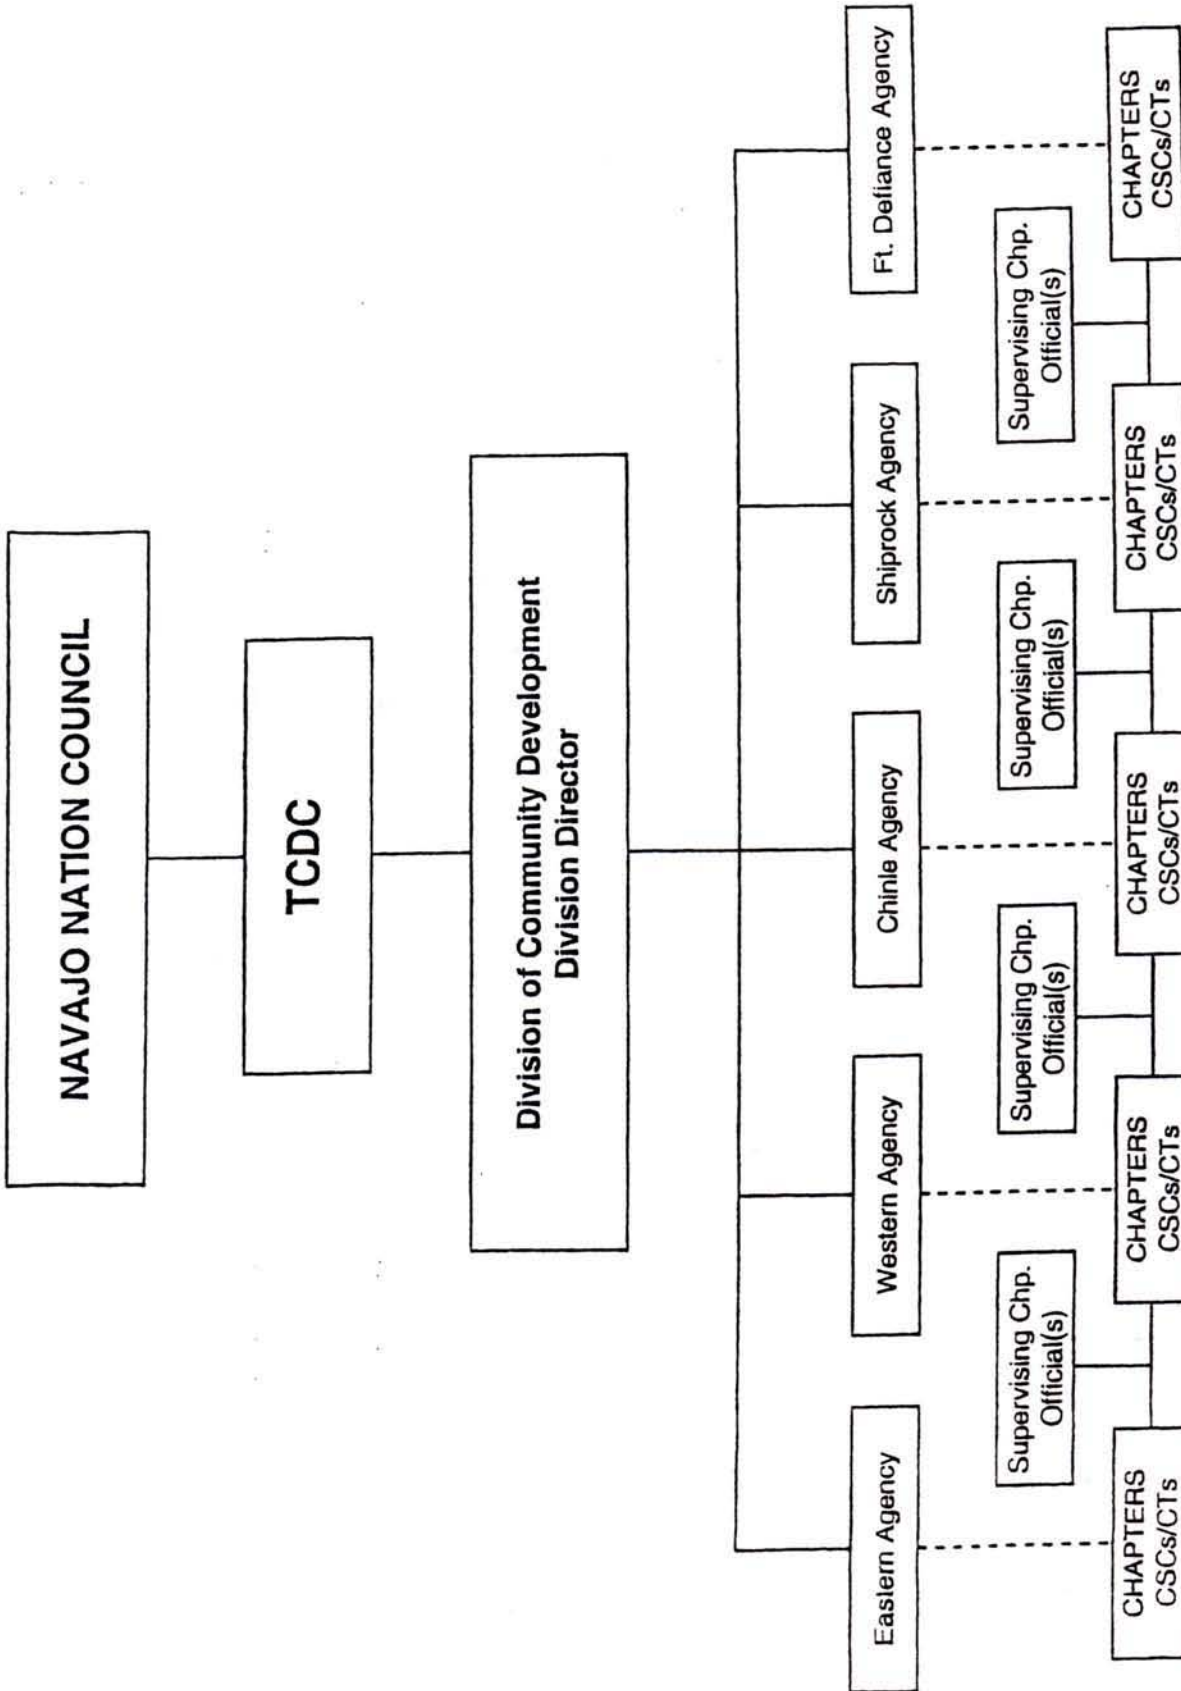 NAVAJO NATION COUNCIL
TCDC
Division of Community Development
Division Director
Eastern Agency
Western Agency
Chinle Agency
Shiprock Agency
Ft. Defiance Agency
Supervising Chp.
Official(s)
Supervising Chp.
Official(s)
Supervising Chp.
Official(s)
Supervising Chp.
Official(s)
CHAPTERS
CSCs/CTs
CHAPTERS
CSCs/CTs
CHAPTERS
CSCs/CTs
CHAPTERS
CSCs/CTs
CHAPTERS
CSCs/CTs